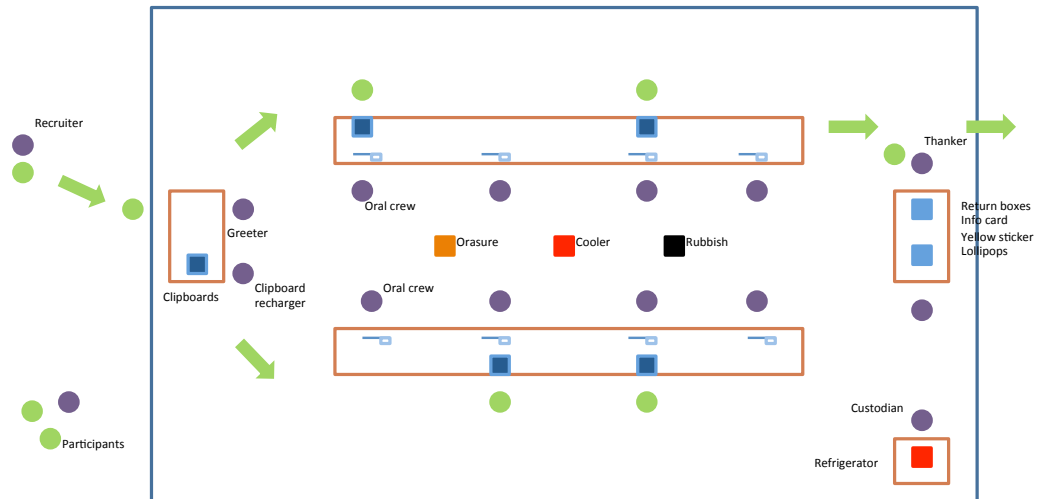 Recruiter
Thanker
Oral crew
Return boxes
Info card
Greeter
Orasure
Cooler
Rubbish
Yellow sticker
Lollipops
Clipboards
Clipboard
recharger
Oral crew
Custodian
Participants
Refrigerator